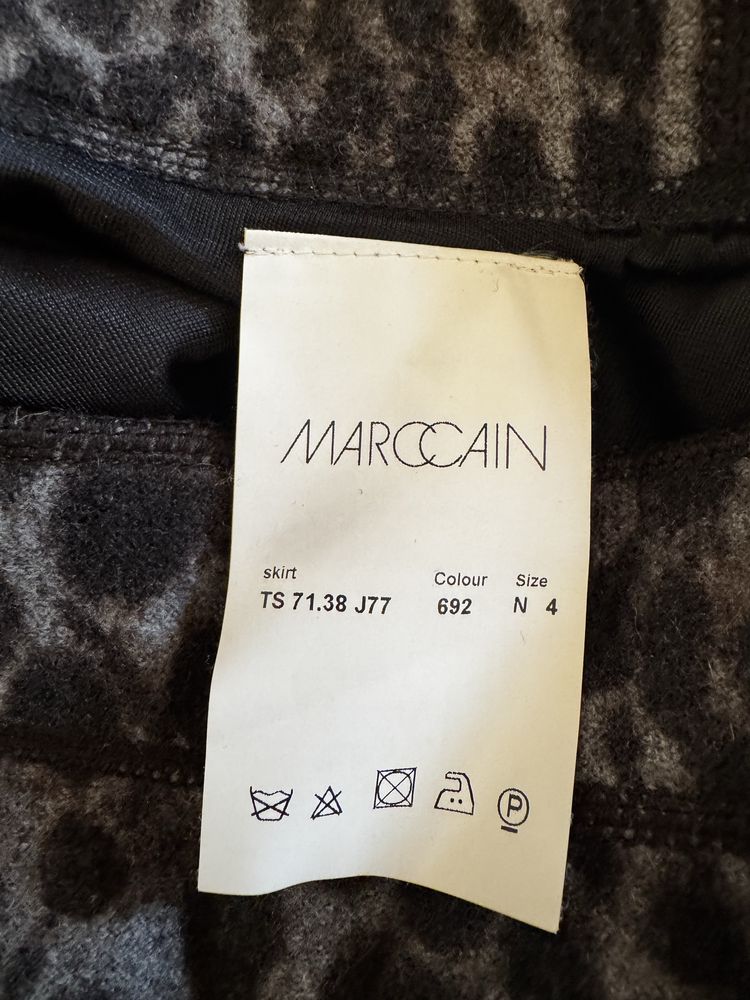 MARCCAIN
skirt Colour Size
TS 71.38 J77 692 N 4
P